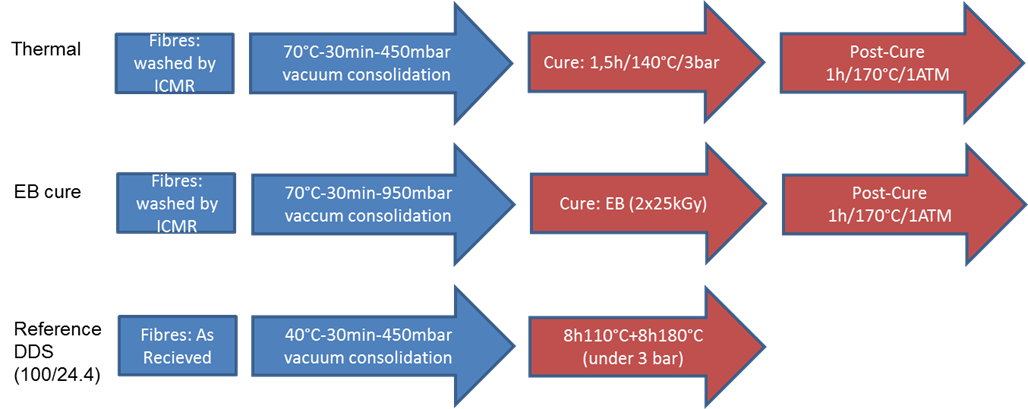 Thermal
Fibres:
washed by
ICMR
70°C-30min-450mbar
vacuum consolidation
Cure: 1,5h/140°C/3bar
Post-Cure
1h/170°C/1ATM
EB cure
Fibres:
washed by
ICMR
70°C-30min-950mbar
vaccum consolidation
Cure: EB (2x25kGy)
Post-Cure
1h/170°C/1ATM
Reference
DDS
(100/24.4)
Fibres: As
Recieved
40°C-30min-450mbar
vacuum consolidation
8h110°C+8h180°C
(under 3 bar)